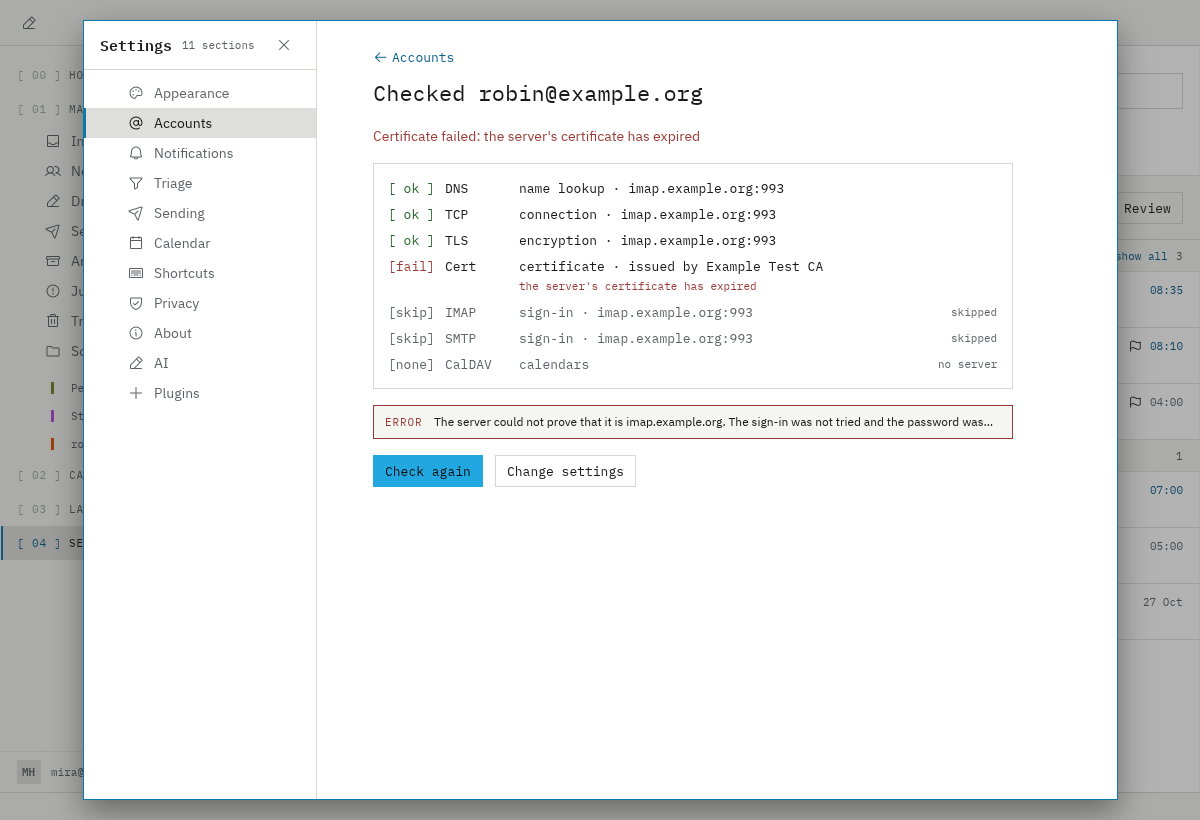 Settings 11 sections
Appearance
Accounts
Notifications
Triage
Sending
Calendar
Shortcuts
Privacy
About
AI
Plugins
← Accounts
Checked robin@example.org
Certificate failed: the server's certificate has expired
[ ok ] DNS name lookup · imap.example.org:993
[ ok ] TCP connection · imap.example.org:993
[ ok ] TLS encryption · imap.example.org:993
[fail] Cert certificate · issued by Example Test CA
the server's certificate has expired
[skip] IMAP sign-in · imap.example.org:993 skipped
[skip] SMTP sign-in · imap.example.org:993 skipped
[none] CalDAV calendars no server
ERROR The server could not prove that it is imap.example.org. The sign-in was not tried and the password was…
Check again Change settings
[ 00 ]
[ 01 ]
[ 02 ]
[ 03 ]
[ 04 ]
MH mira@
Review
show all 3
08:35
08:10
04:00
1
07:00
05:00
27 Oct